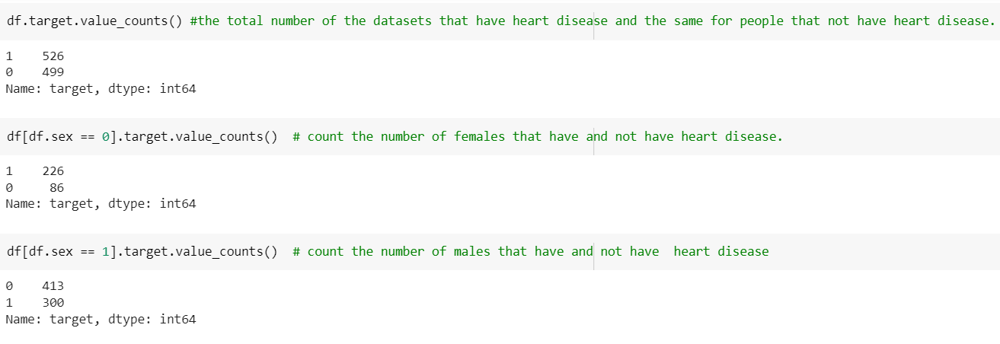 df.target.value_counts() #the total number of the datasets that have heart disease and the same for people that not have heart disease.
1    526
0    499
Name: target, dtype: int64
df[df.sex == 0].target.value_counts()  # count the number of females that have and not have heart disease.
1    226
0     86
Name: target, dtype: int64
df[df.sex == 1].target.value_counts()  # count the number of males that have and not have  heart disease
0    413
1    300
Name: target, dtype: int64